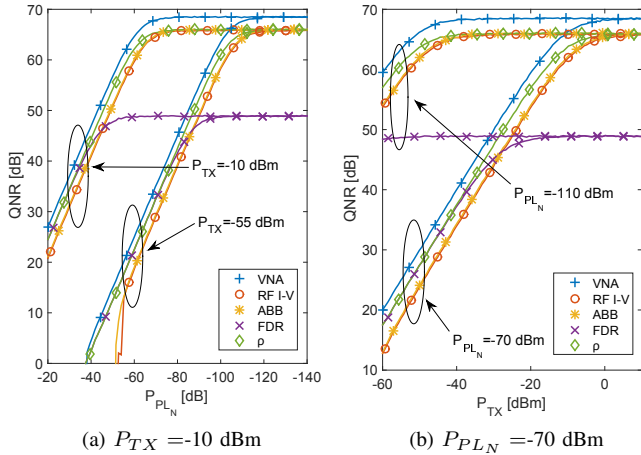 70
60
50
40
30
20
10
0
QNR [dB]
-20 -40 -60 -80 -100 -120 -140
P_PL_N [dB]
P_TX=-10 dBm
P_TX=-55 dBm
VNA
RF I-V
ABB
FDR
ρ
(a) P_TX =-10 dBm
70
60
50
40
30
20
10
QNR [dB]
-60 -40 -20 0
P_TX [dBm]
P_PL_N=-110 dBm
P_PL_N=-70 dBm
VNA
RF I-V
ABB
FDR
ρ
(b) P_PL_N =-70 dBm